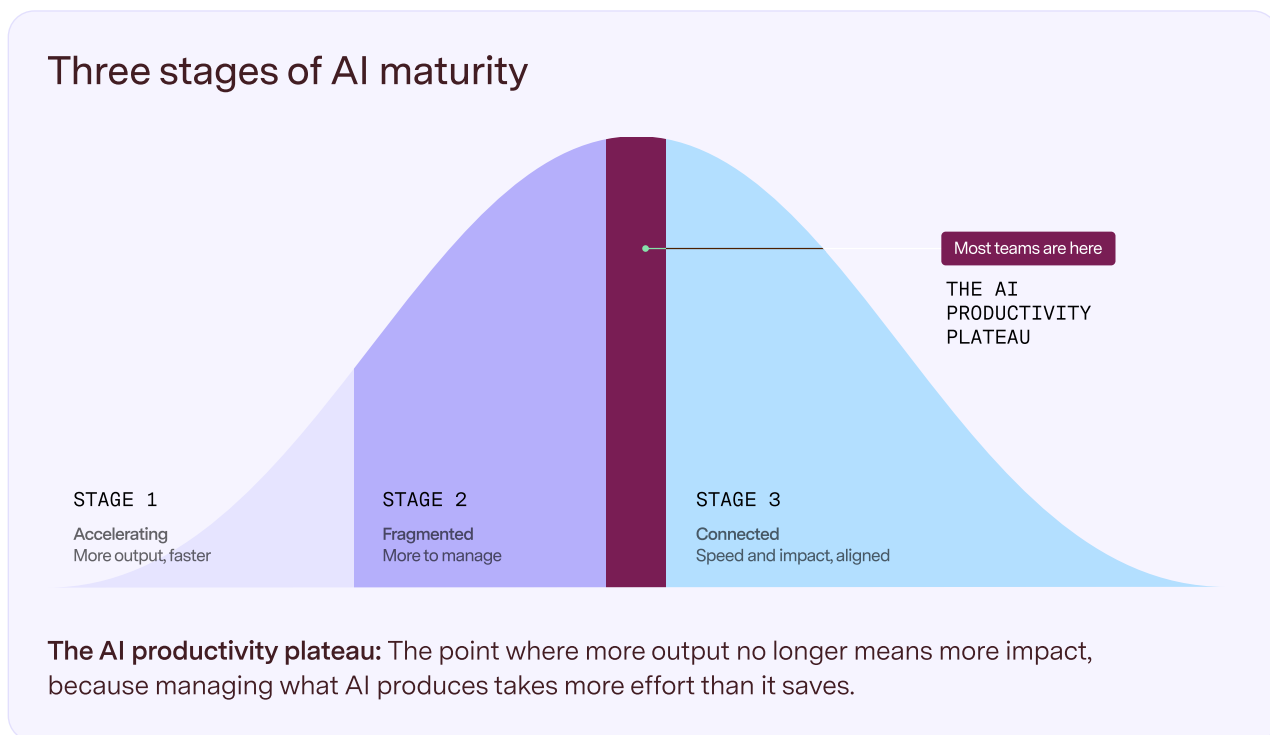 Three stages of AI maturity
Most teams are here
THE AI
PRODUCTIVITY
PLATEAU
STAGE 1
Accelerating
More output, faster
STAGE 2
Fragmented
More to manage
STAGE 3
Connected
Speed and impact, aligned
The AI productivity plateau: The point where more output no longer means more impact,
because managing what AI produces takes more effort than it saves.